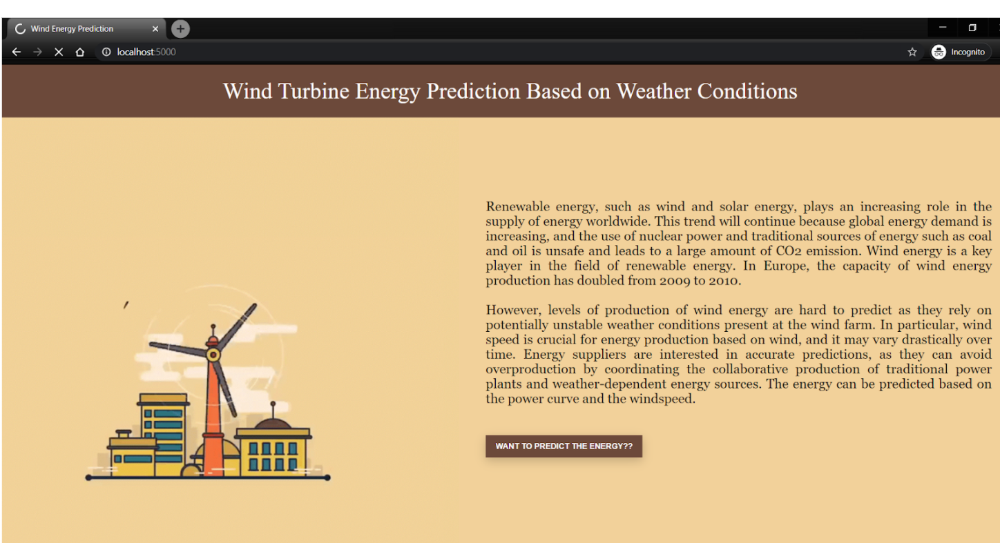 Wind Energy Prediction
localhost:5000
Incognito
Wind Turbine Energy Prediction Based on Weather Conditions
Renewable energy, such as wind and solar energy, plays an increasing role in the
supply of energy worldwide. This trend will continue because global energy demand is
increasing, and the use of nuclear power and traditional sources of energy such as coal
and oil is unsafe and leads to a large amount of CO2 emission. Wind energy is a key
player in the field of renewable energy. In Europe, the capacity of wind energy
production has doubled from 2009 to 2010.
However, levels of production of wind energy are hard to predict as they rely on
potentially unstable weather conditions present at the wind farm. In particular, wind
speed is crucial for energy production based on wind, and it may vary drastically over
time. Energy suppliers are interested in accurate predictions, as they can avoid
overproduction by coordinating the collaborative production of traditional power
plants and weather-dependent energy sources. The energy can be predicted based on
the power curve and the windspeed.
WANT TO PREDICT THE ENERGY??